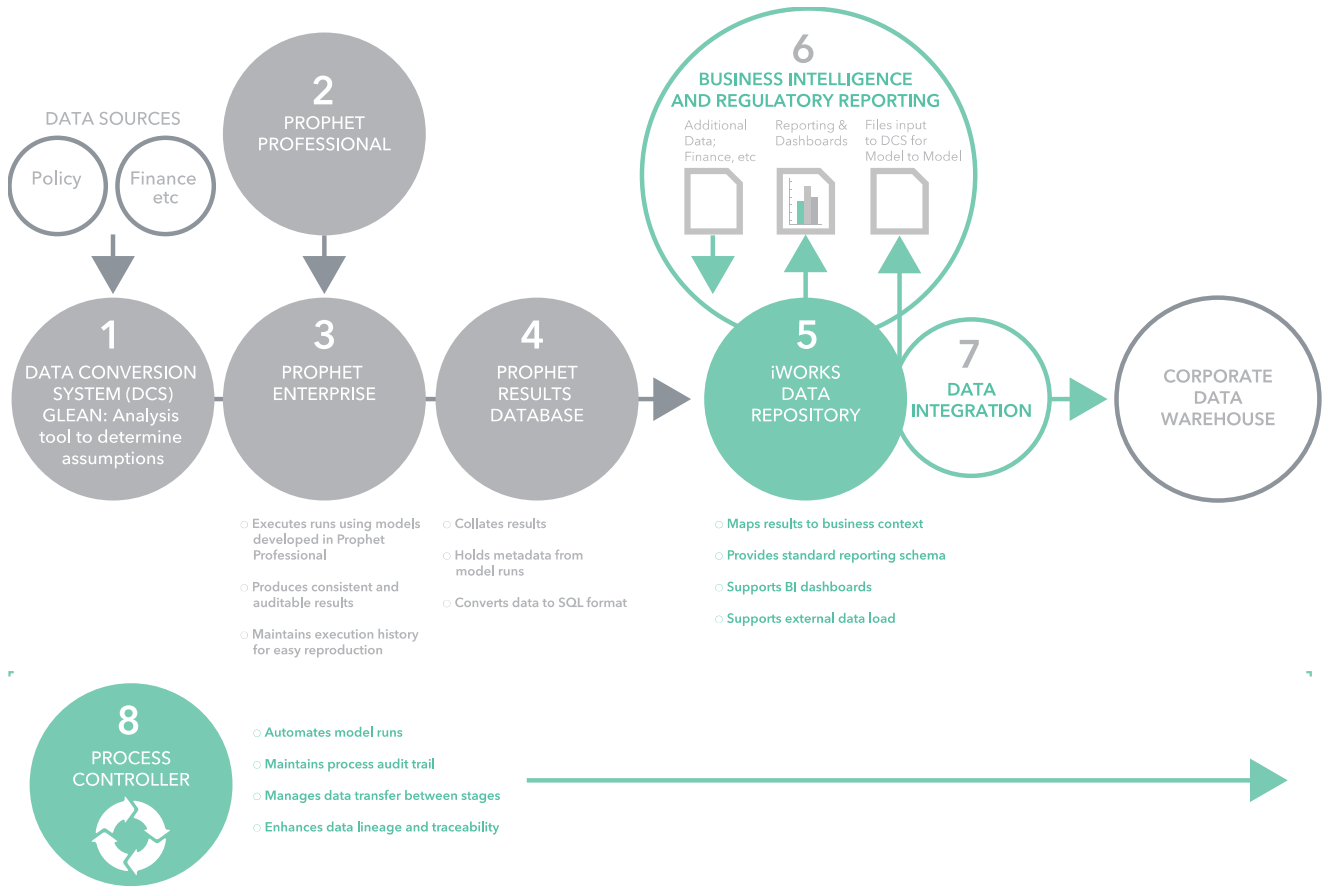 DATA SOURCES
Policy
Finance
etc
2
PROPHET
PROFESSIONAL
6
BUSINESS INTELLIGENCE
AND REGULATORY REPORTING
Additional
Data;
Finance, etc
Reporting &
Dashboards
Files input
to DCS for
Model to Model
1
DATA CONVERSION
SYSTEM (DCS)
GLEAN: Analysis
tool to determine
assumptions
3
PROPHET
ENTERPRISE
4
PROPHET
RESULTS
DATABASE
5
iWORKS
DATA
REPOSITORY
7
DATA
INTEGRATION
CORPORATE
DATA
WAREHOUSE
Executes runs using models
developed in Prophet
Professional
Produces consistent and
auditable results
Maintains execution history
for easy reproduction
Collates results
Holds metadata from
model runs
Converts data to SQL format
Maps results to business context
Provides standard reporting schema
Supports BI dashboards
Supports external data load
8
PROCESS
CONTROLLER
Automates model runs
Maintains process audit trail
Manages data transfer between stages
Enhances data lineage and traceability